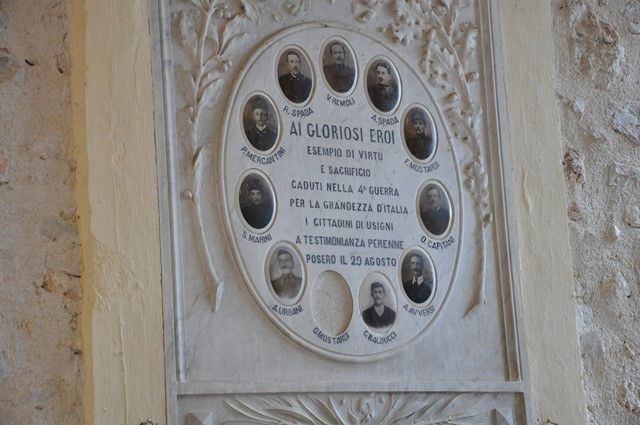 R. SPADA
V. REMOLI
A. SPADA
P. MERCANTINI
F. MOSTARDI
S. MARINI
D. CAPITANI
A. URBANI
G. MOSTARDI
G. BALDUCCI
AI GLORIOSI EROI
ESEMPIO DI VIRTÙ
E SACRIFICIO
CADUTI NELLA 4ª GUERRA
PER LA GRANDEZZA D'ITALIA
I CITTADINI DI USIGNI
A TESTIMONIANZA PERENNE
POSERO IL 29 AGOSTO